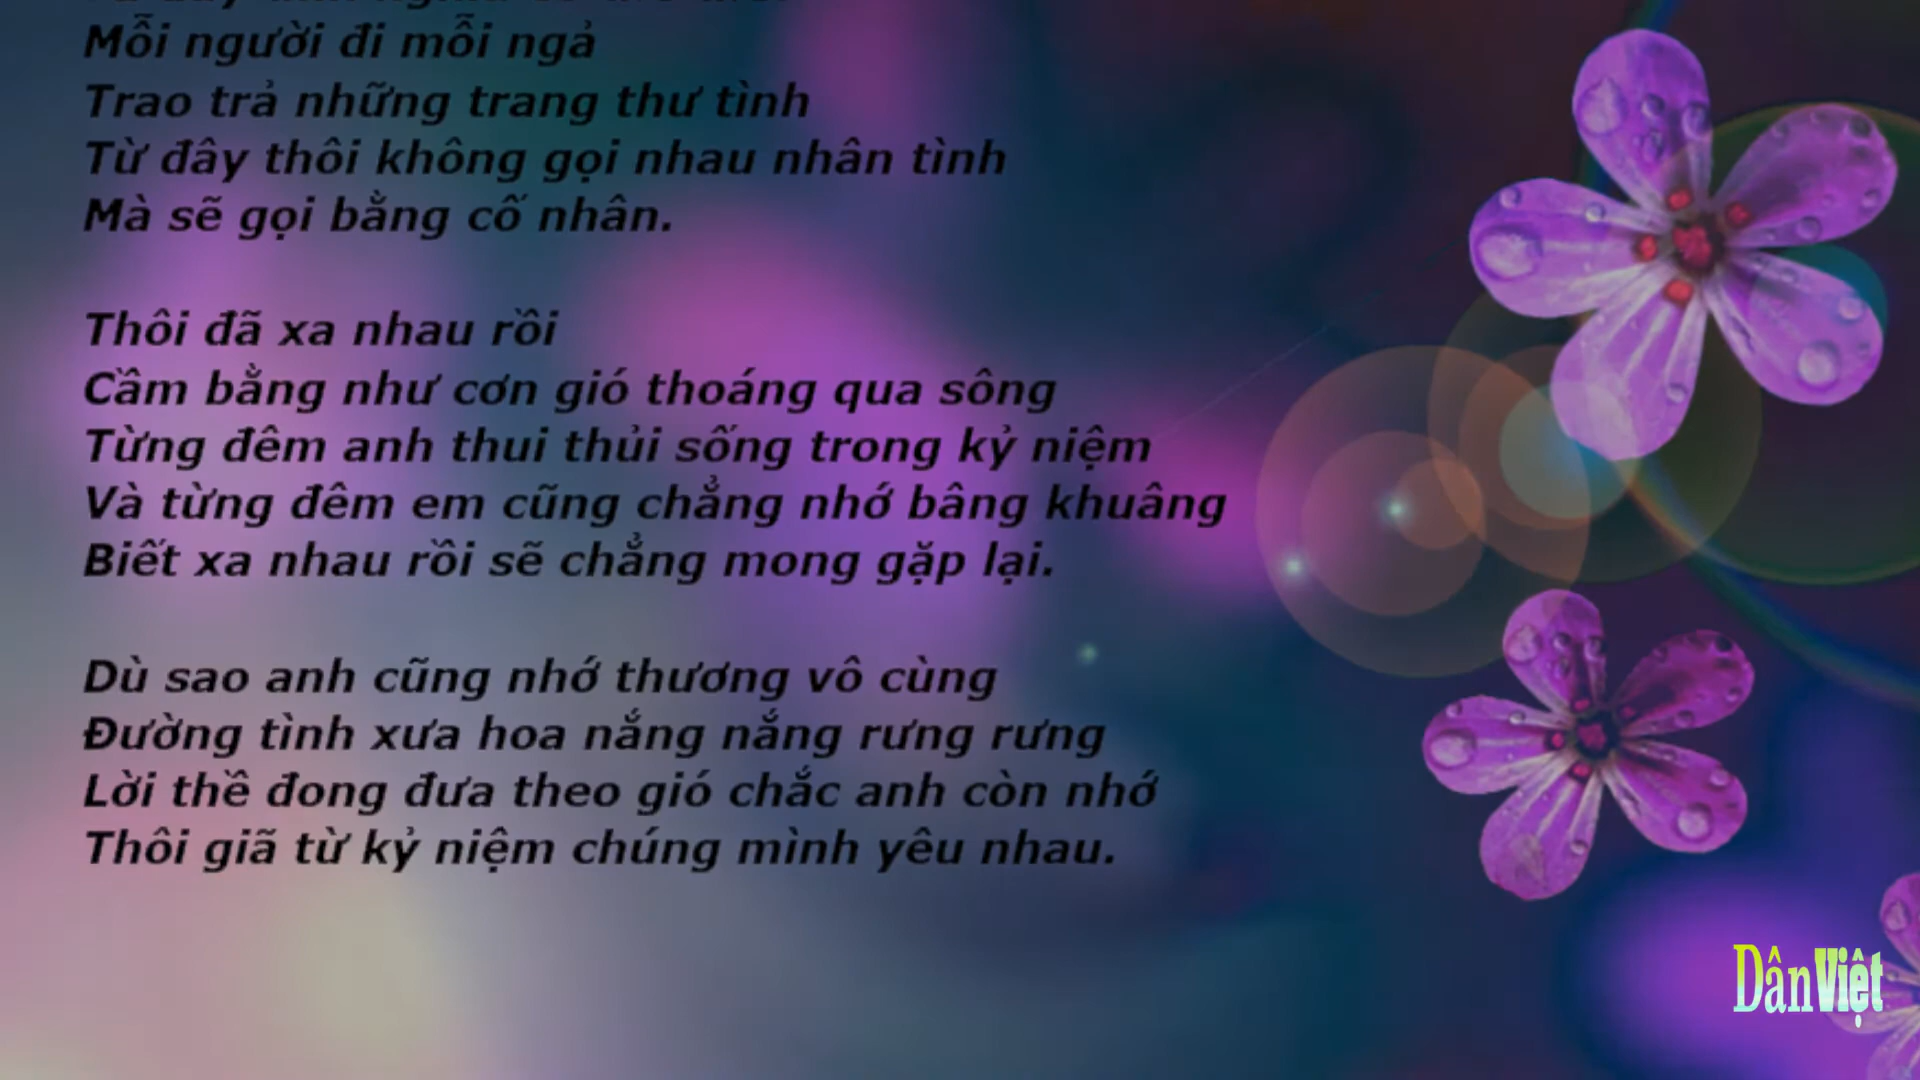 Mỗi người đi mỗi ngả
Trao trả những trang thư tình
Từ đây thôi không gọi nhau nhân tình
Mà sẽ gọi bằng cố nhân.
Thôi đã xa nhau rồi
Cầm bằng như cơn gió thoáng qua sông
Từng đêm anh thui thủi sống trong kỷ niệm
Và từng đêm em cũng chẳng nhớ bâng khuâng
Biết xa nhau rồi sẽ chẳng mong gặp lại.
Dù sao anh cũng nhớ thương vô cùng
Đường tình xưa hoa nắng nắng rưng rưng
Lời thề đong đưa theo gió chắc anh còn nhớ
Thôi giã từ kỷ niệm chúng mình yêu nhau.
DânViệt